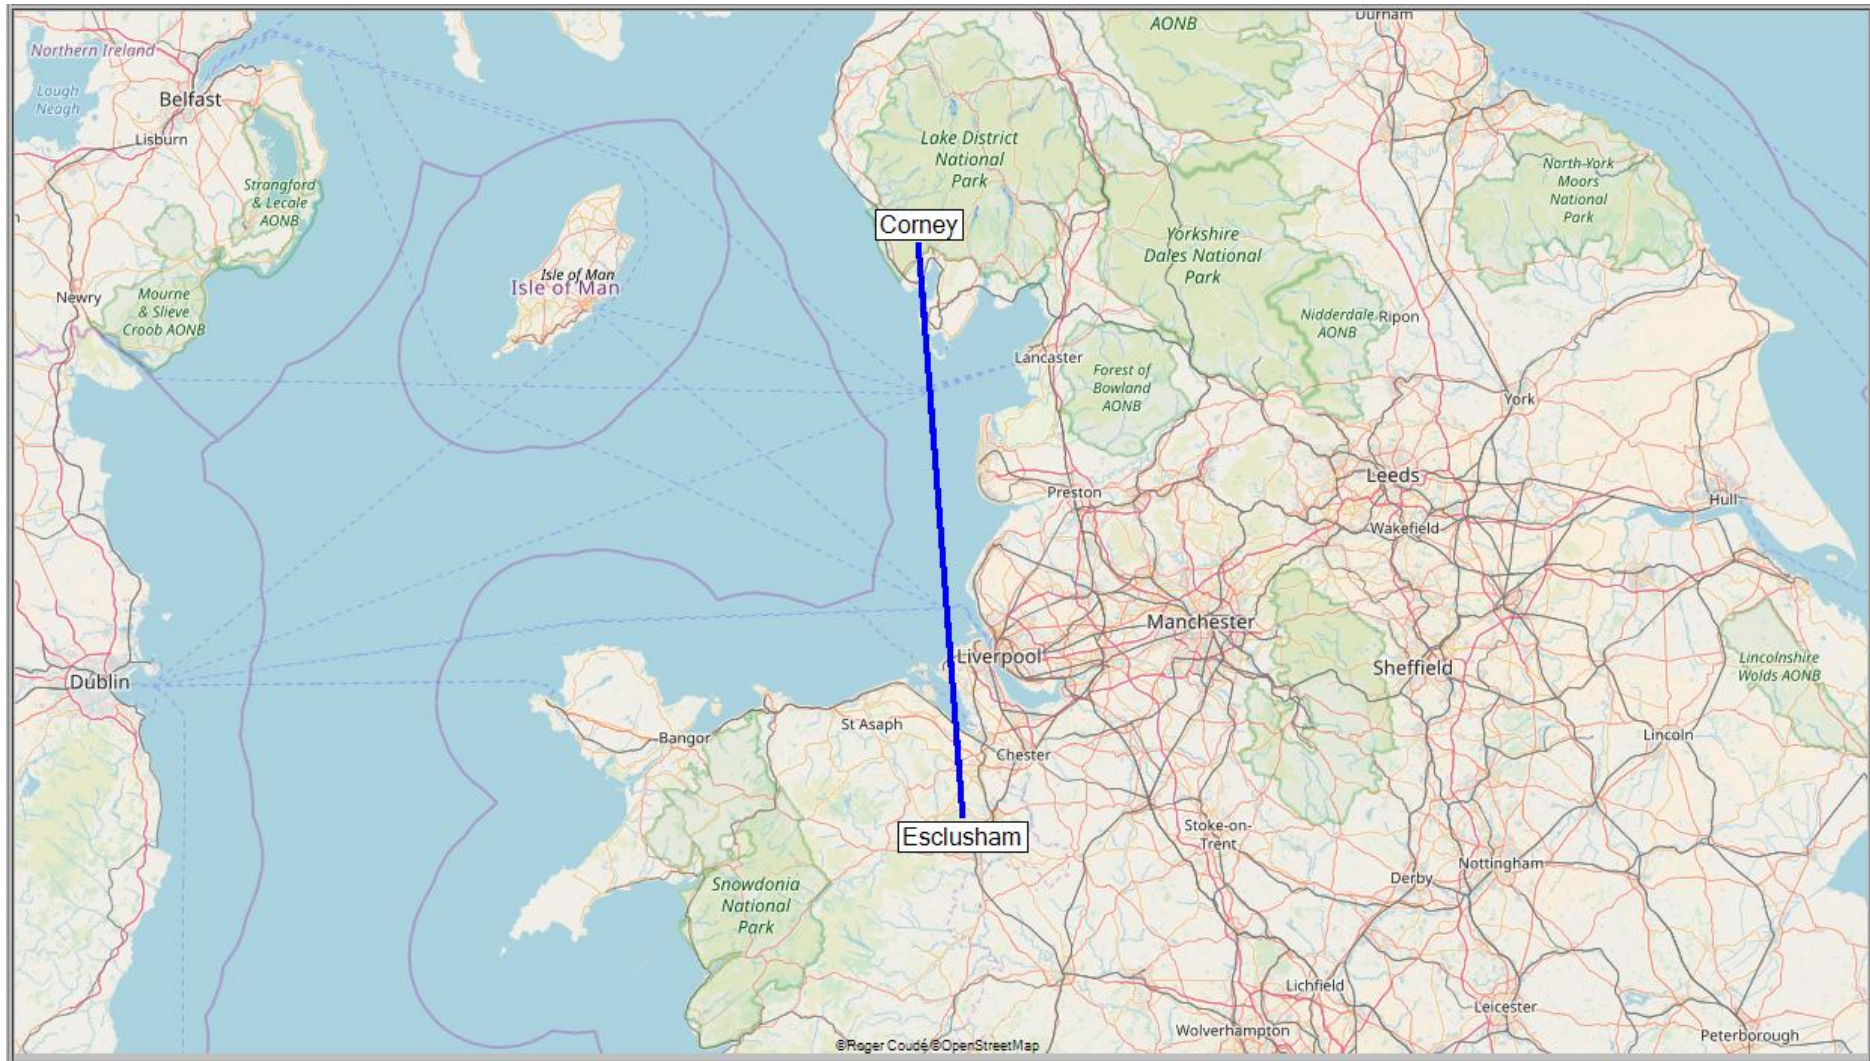 AONB
Durham
Northern Ireland
Lough
Neagh
Belfast
Lisburn
Lake District
National
Park
Strangford
& Lecale
AONB
North York
Moors
National
Park
Corney
Yorkshire
Dales National
Park
Isle of Man
Isle of Man
Newry
Mourne
& Slieve
Croob AONB
Nidderdale
AONB
Ripon
Lancaster
Forest of
Bowland
AONB
York
Leeds
Preston
Hull
Wakefield
Manchester
Liverpool
Sheffield
Lincolnshire
Wolds AONB
Dublin
St Asaph
Bangor
Lincoln
Chester
Esclusham
Stoke-on-
Trent
Nottingham
Derby
Snowdonia
National
Park
Lichfield
Leicester
Wolverhampton
Peterborough
©Roger Coudé ©OpenStreetMap